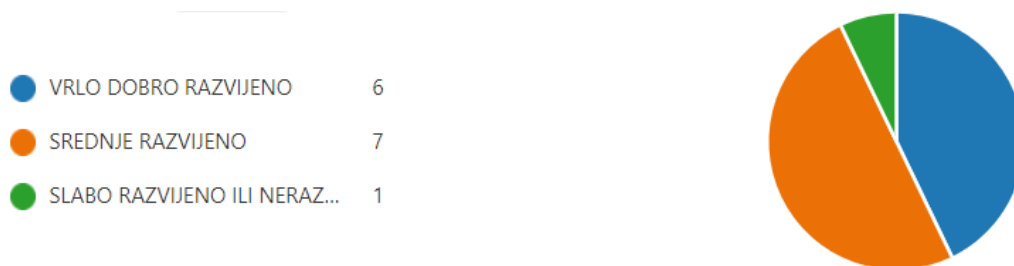 VRLO DOBRO RAZVIJENO 6
SREDNJE RAZVIJENO 7
SLABO RAZVIJENO ILI NERAZ... 1